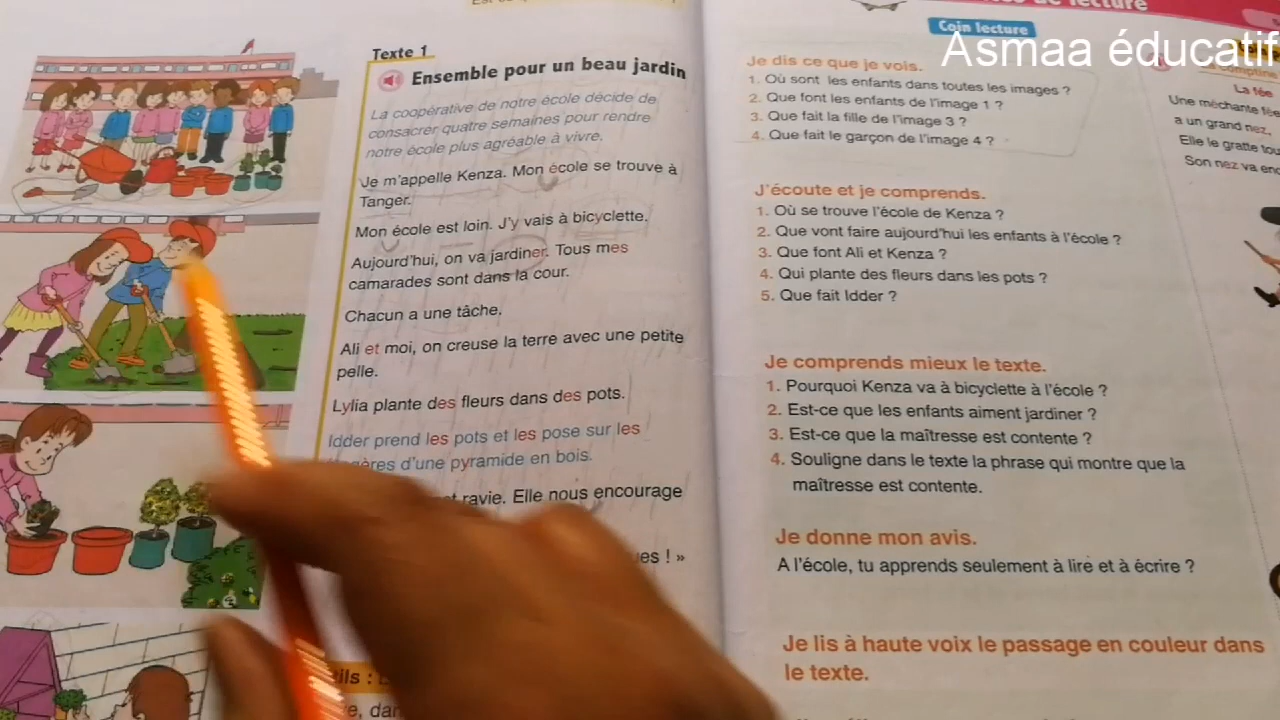 Texte 1
Ensemble pour un beau jardin
La coopérative de notre école décide de
consacrer quatre semaines pour rendre
notre école plus agréable à vivre.
Je m'appelle Kenza. Mon école se trouve à
Tanger.
Mon école est loin. J'y vais à bicyclette.
Aujourd'hui, on va jardiner. Tous mes
camarades sont dans la cour.
Chacun a une tâche.
Ali et moi, on creuse la terre avec une petite
pelle.
Lylia plante des fleurs dans des pots.
Idder prend les pots et les pose sur les
d'une pyramide en bois.
ravie. Elle nous encourage
! »
de lecture
Coin lecture
Asmaa éducatif
Je dis ce que je vois.
1. Où sont les enfants dans toutes les images ?
2. Que font les enfants de l'image 1 ?
3. Que fait la fille de l'image 3 ?
4. Que fait le garçon de l'image 4 ?
J'écoute et je comprends.
1. Où se trouve l'école de Kenza ?
2. Que vont faire aujourd'hui les enfants à l'école ?
3. Que font Ali et Kenza ?
4. Qui plante des fleurs dans les pots ?
5. Que fait Idder ?
Je comprends mieux le texte.
1. Pourquoi Kenza va à bicyclette à l'école ?
2. Est-ce que les enfants aiment jardiner ?
3. Est-ce que la maîtresse est contente ?
4. Souligne dans le texte la phrase qui montre que la
maîtresse est contente.
Je donne mon avis.
A l'école, tu apprends seulement à lire et à écrire ?
Je lis à haute voix le passage en couleur dans
le texte.
La fée
Une méchante fée
a un grand nez,
Elle le gratte
Son nez va